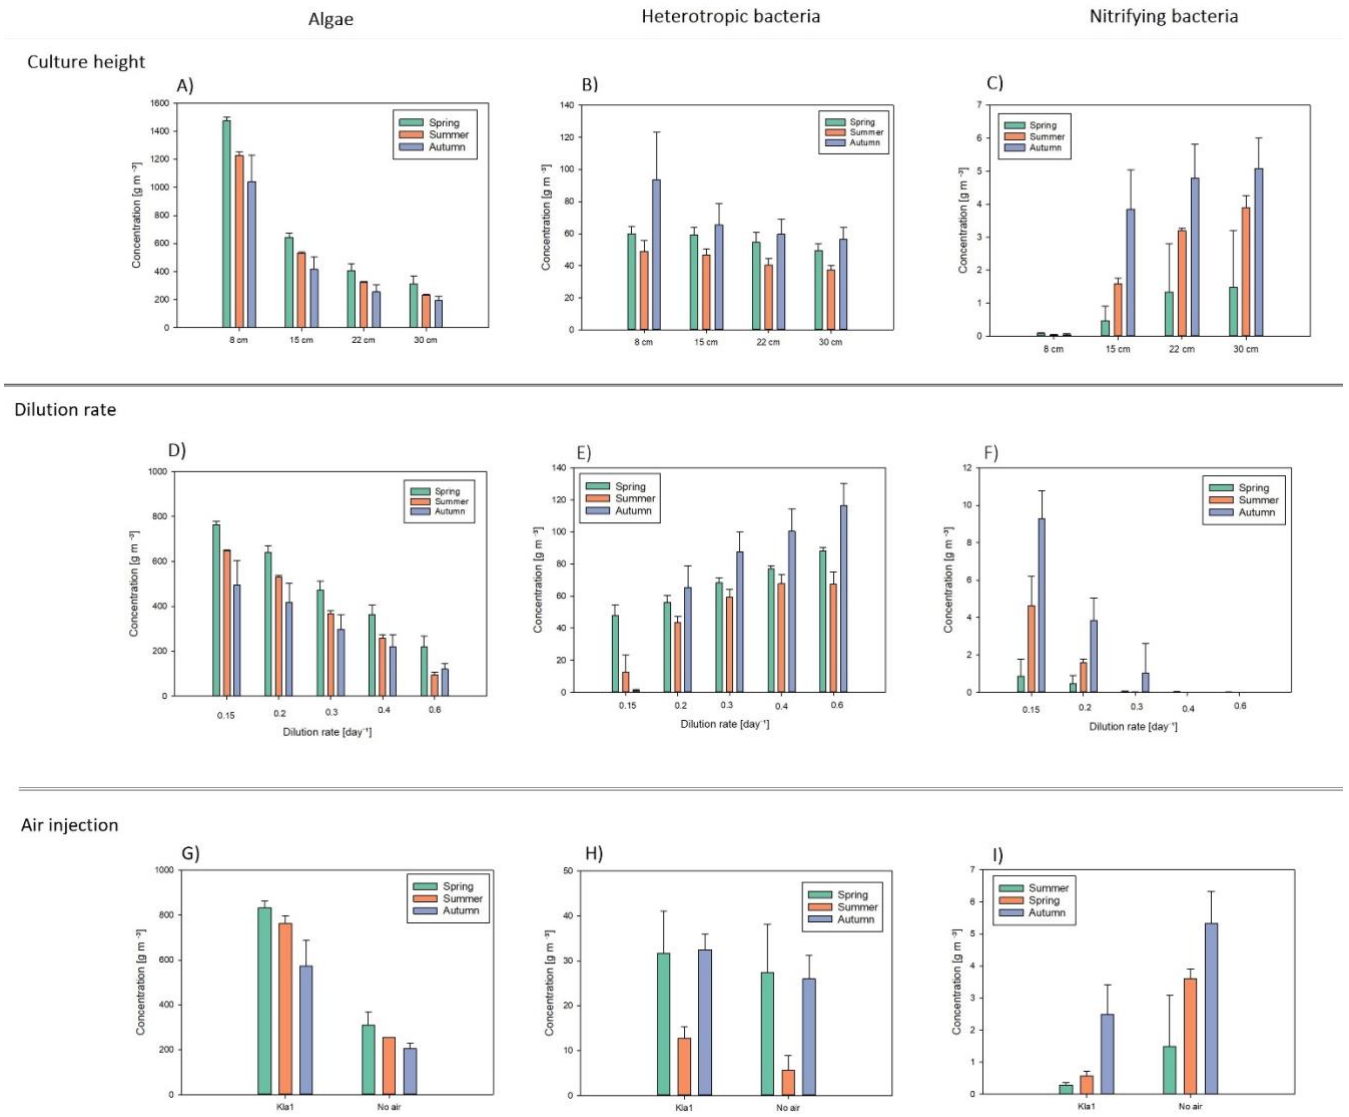 Algae
Heterotropic bacteria
Nitrifying bacteria
Culture height
A)
1600
1400
1200
1000
800
600
400
200
0
Concentration [g m ⁻³]
Spring
Summer
Autumn
8 cm 15 cm 22 cm 30 cm
B)
140
120
100
80
60
40
20
0
Concentration [g m ⁻³]
Spring
Summer
Autumn
8 cm 15 cm 22 cm 30 cm
C)
7
6
5
4
3
2
1
0
Concentration [g m ⁻³]
Spring
Summer
Autumn
8 cm 15 cm 22 cm 30 cm
Dilution rate
D)
1000
800
600
400
200
0
Concentration [g m ⁻³]
Spring
Summer
Autumn
0.15 0.2 0.3 0.4 0.6
Dilution rate [day⁻¹]
E)
140
120
100
80
60
40
20
0
Concentration [g m ⁻³]
Spring
Summer
Autumn
0.15 0.2 0.3 0.4 0.6
Dilution rate [day⁻¹]
F)
12
10
8
6
4
2
0
Concentration [g m ⁻³]
Spring
Summer
Autumn
0.15 0.2 0.3 0.4 0.6
Dilution rate [day⁻¹]
Air injection
G)
1000
800
600
400
200
0
Concentration [g m ⁻³]
Spring
Summer
Autumn
Kla1 No air
H)
50
40
30
20
10
0
Concentration [g m ⁻³]
Spring
Summer
Autumn
Kla1 No air
I)
7
6
5
4
3
2
1
0
Concentration [g m ⁻³]
Summer
Spring
Autumn
Kla1 No air